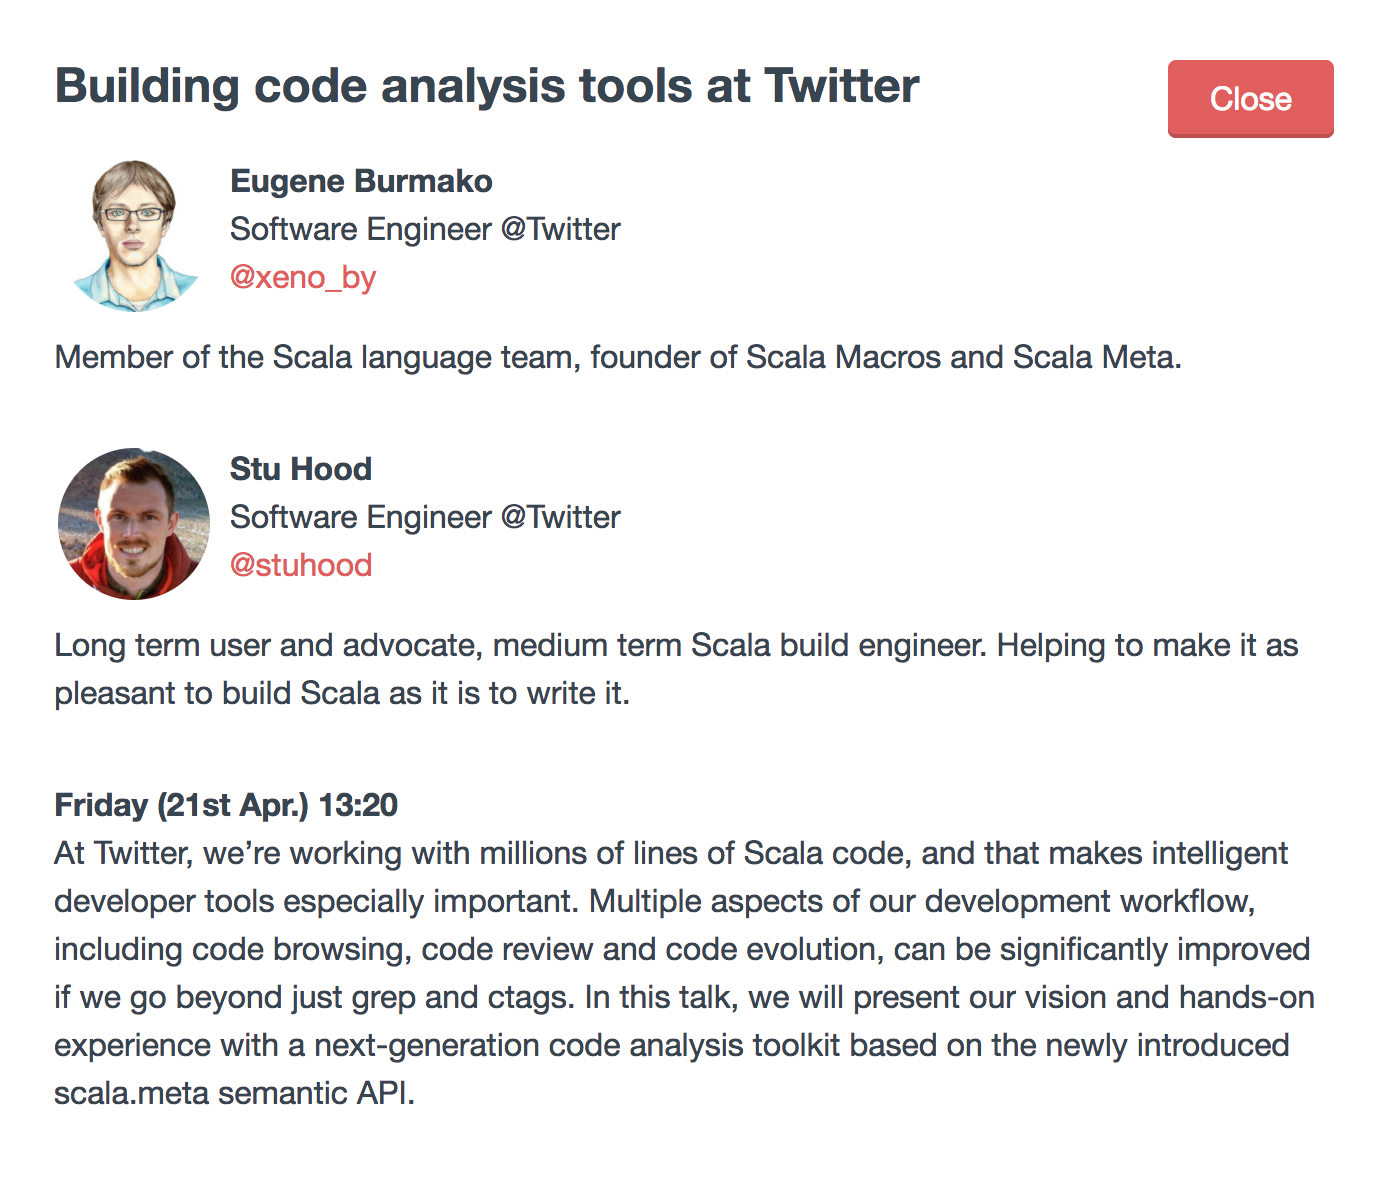 Building code analysis tools at Twitter
Close
Eugene Burmako
Software Engineer @Twitter
@xeno_by
Member of the Scala language team, founder of Scala Macros and Scala Meta.
Stu Hood
Software Engineer @Twitter
@stuhood
Long term user and advocate, medium term Scala build engineer. Helping to make it as
pleasant to build Scala as it is to write it.
Friday (21st Apr.) 13:20
At Twitter, we’re working with millions of lines of Scala code, and that makes intelligent
developer tools especially important. Multiple aspects of our development workflow,
including code browsing, code review and code evolution, can be significantly improved
if we go beyond just grep and ctags. In this talk, we will present our vision and hands-on
experience with a next-generation code analysis toolkit based on the newly introduced
scala.meta semantic API.